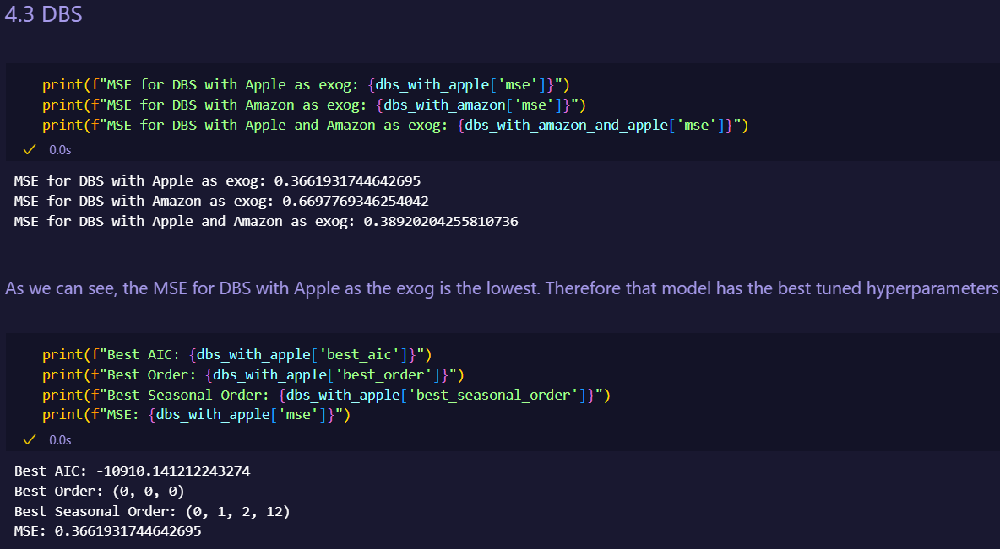 4.3 DBS
print(f"MSE for DBS with Apple as exog: {dbs_with_apple['mse']}")
print(f"MSE for DBS with Amazon as exog: {dbs_with_amazon['mse']}")
print(f"MSE for DBS with Apple and Amazon as exog: {dbs_with_amazon_and_apple['mse']}")
✓ 0.0s
MSE for DBS with Apple as exog: 0.3661931744642695
MSE for DBS with Amazon as exog: 0.6697769346254042
MSE for DBS with Apple and Amazon as exog: 0.38920204255810736
As we can see, the MSE for DBS with Apple as the exog is the lowest. Therefore that model has the best tuned hyperparameters
print(f"Best AIC: {dbs_with_apple['best_aic']}")
print(f"Best Order: {dbs_with_apple['best_order']}")
print(f"Best Seasonal Order: {dbs_with_apple['best_seasonal_order']}")
print(f"MSE: {dbs_with_apple['mse']}")
✓ 0.0s
Best AIC: -10910.141212243274
Best Order: (0, 0, 0)
Best Seasonal Order: (0, 1, 2, 12)
MSE: 0.3661931744642695